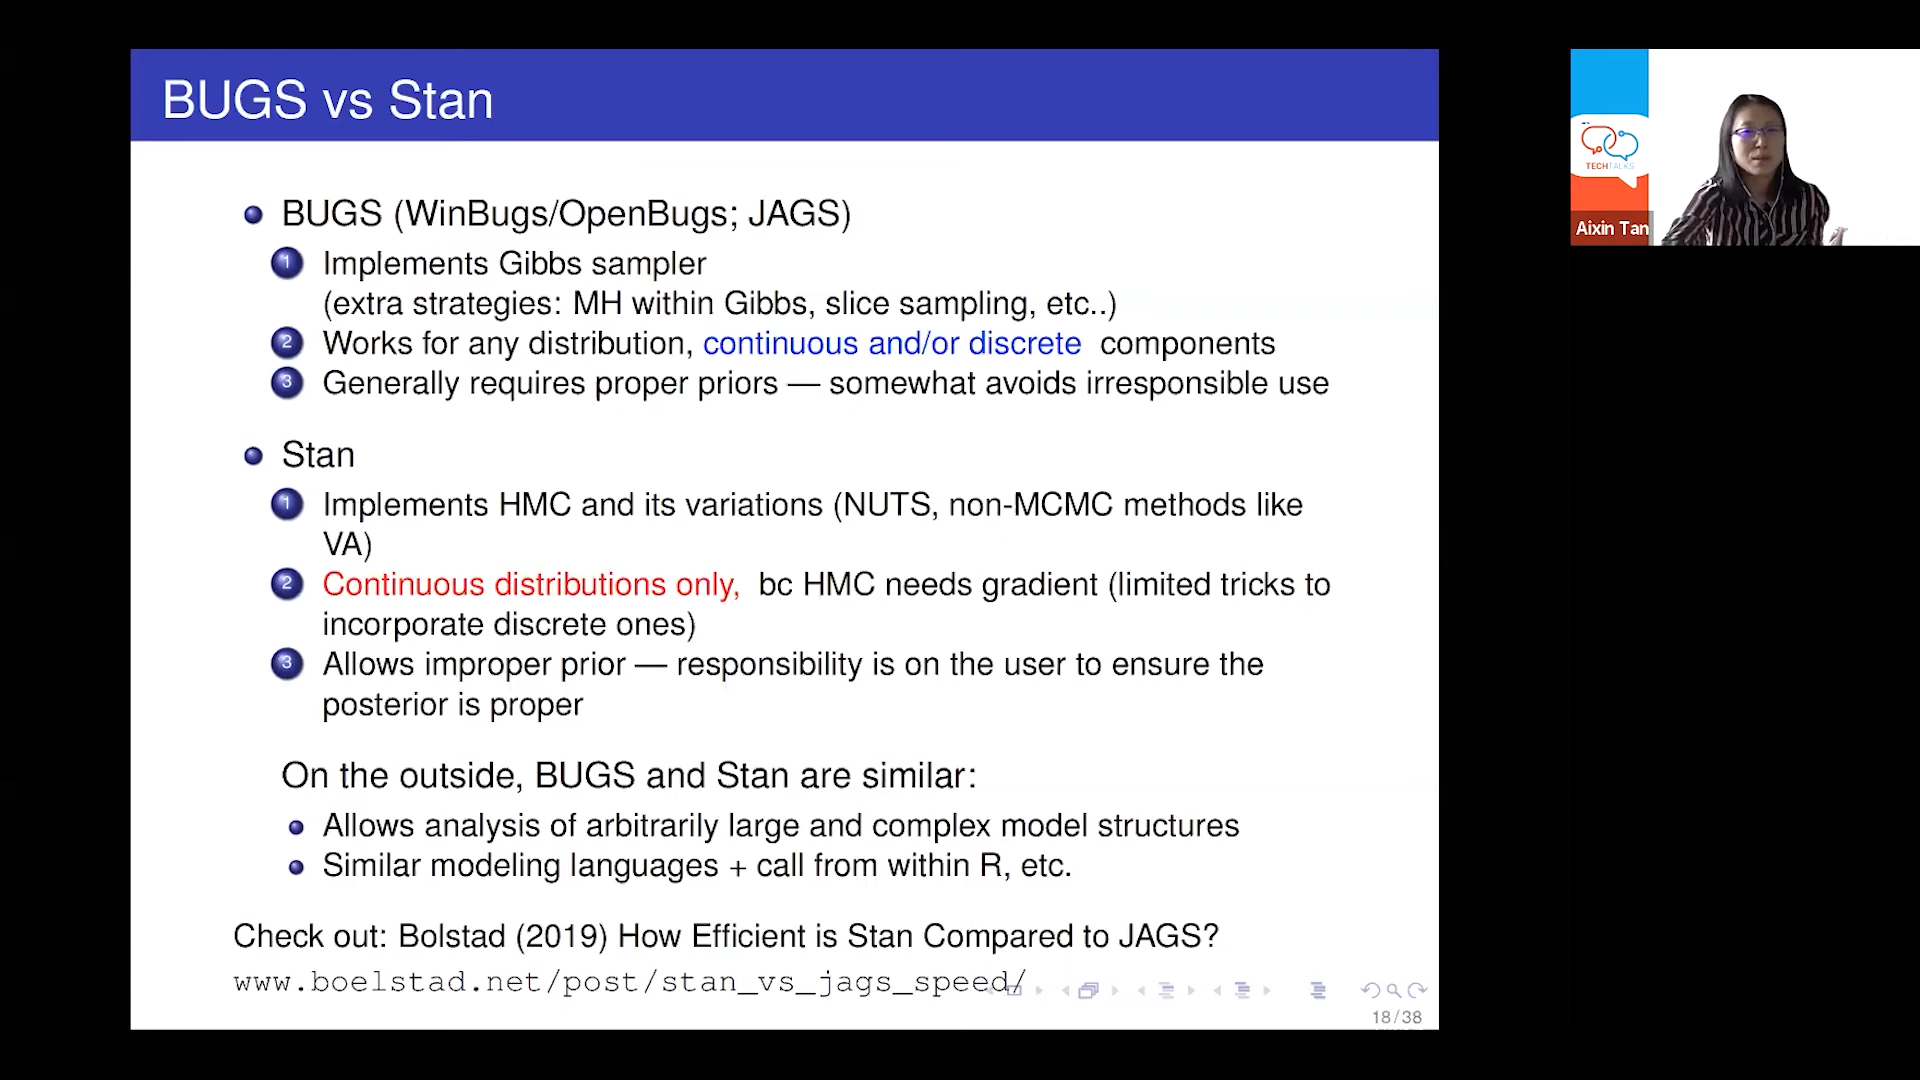 BUGS vs Stan
BUGS (WinBugs/OpenBugs; JAGS)
1 Implements Gibbs sampler
(extra strategies: MH within Gibbs, slice sampling, etc..)
2 Works for any distribution, continuous and/or discrete components
3 Generally requires proper priors — somewhat avoids irresponsible use
Stan
1 Implements HMC and its variations (NUTS, non-MCMC methods like
VA)
2 Continuous distributions only, bc HMC needs gradient (limited tricks to
incorporate discrete ones)
3 Allows improper prior — responsibility is on the user to ensure the
posterior is proper
On the outside, BUGS and Stan are similar:
Allows analysis of arbitrarily large and complex model structures
Similar modeling languages + call from within R, etc.
Check out: Bolstad (2019) How Efficient is Stan Compared to JAGS?
www.boelstad.net/post/stan_vs_jags_speed/
18/38
TECHTALKS
Aixin Tan